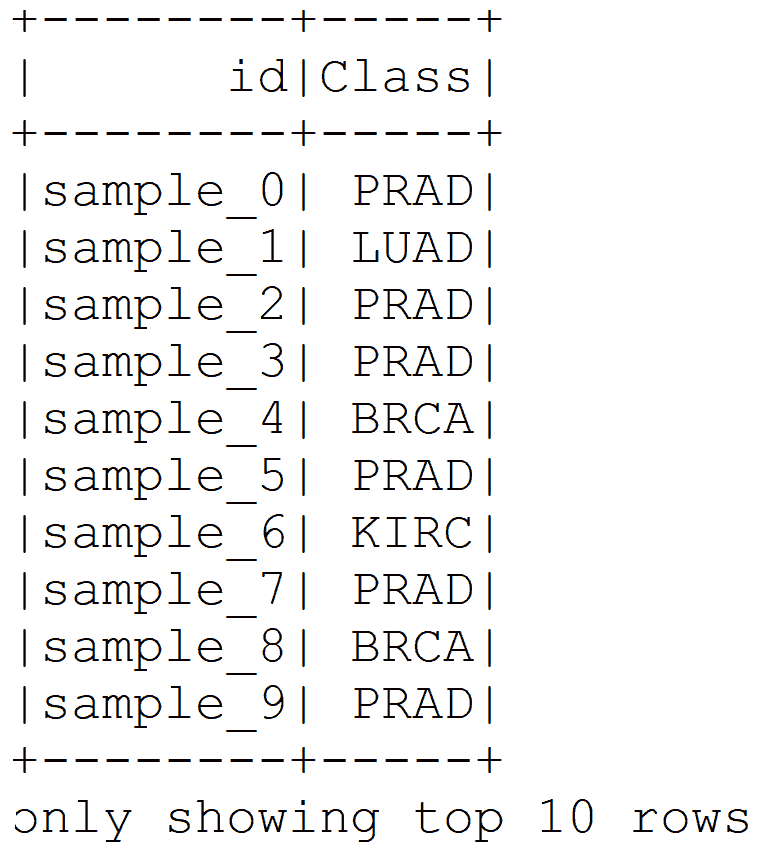 +--------+-----+
|      id|Class|
+--------+-----+
|sample_0| PRAD|
|sample_1| LUAD|
|sample_2| PRAD|
|sample_3| PRAD|
|sample_4| BRCA|
|sample_5| PRAD|
|sample_6| KIRC|
|sample_7| PRAD|
|sample_8| BRCA|
|sample_9| PRAD|
+--------+-----+
only showing top 10 rows